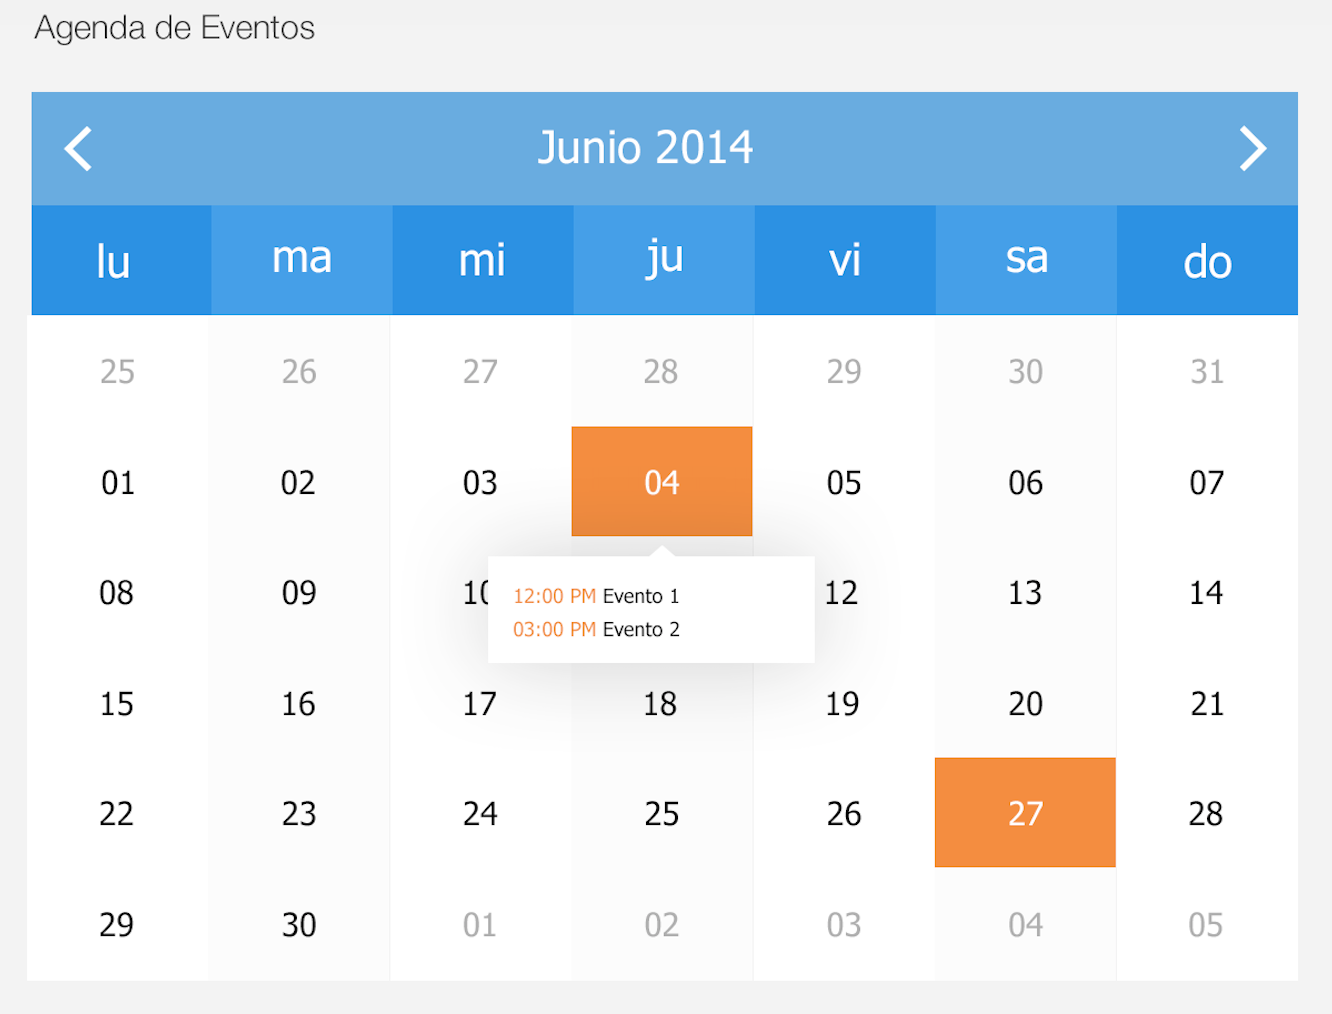 Agenda de Eventos
Junio 2014
lu ma mi ju vi sa do
25 26 27 28 29 30 31
01 02 03 04 05 06 07
08 09 10 12 13 14
12:00 PM Evento 1
03:00 PM Evento 2
15 16 17 18 19 20 21
22 23 24 25 26 27 28
29 30 01 02 03 04 05